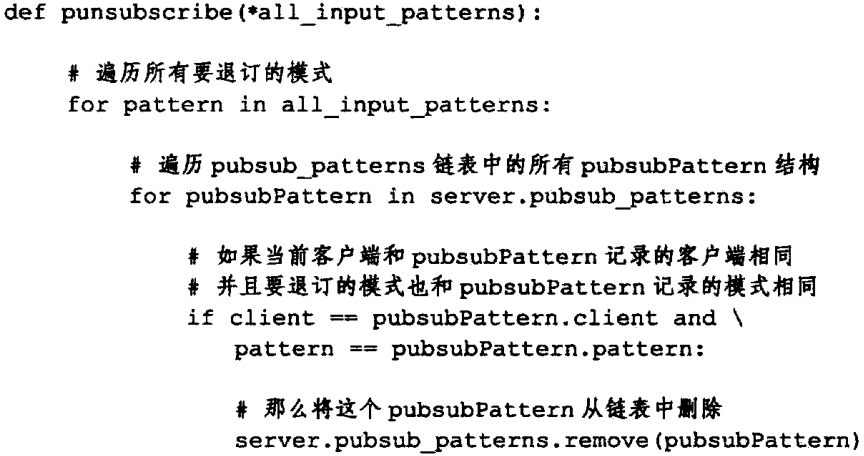 def punsubscribe(*all_input_patterns):
# 遍历所有要退订的模式
for pattern in all_input_patterns:
# 遍历 pubsub_patterns 链表中的所有 pubsubPattern 结构
for pubsubPattern in server.pubsub_patterns:
# 如果当前客户端和 pubsubPattern 记录的客户端相同
# 并且要退订的模式也和 pubsubPattern 记录的模式相同
if client == pubsubPattern.client and \
pattern == pubsubPattern.pattern:
# 那么将这个 pubsubPattern 从链表中删除
server.pubsub_patterns.remove(pubsubPattern)